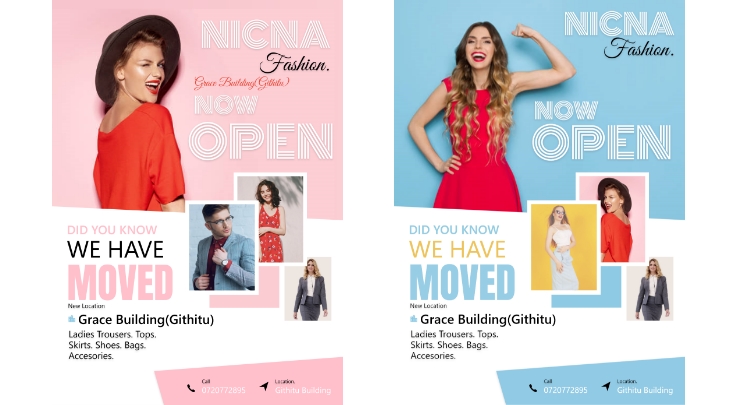 NICNA
Fashion.
Grace Building(Githitu)
NOW
OPEN
DID YOU KNOW
WE HAVE
MOVED
New Location
Grace Building(Githitu)
Ladies Trousers. Tops.
Skirts. Shoes. Bags.
Accesories.
Call
0720772895
Location.
Githitu Building
NICNA
Fashion.
NOW
OPEN
DID YOU KNOW
WE HAVE
MOVED
New Location
Grace Building(Githitu)
Ladies Trousers. Tops.
Skirts. Shoes. Bags.
Accesories.
Call
0720772895
Location.
Githitu Building